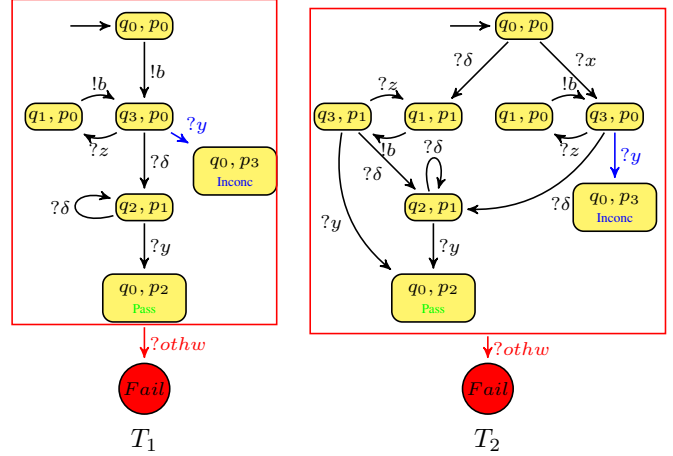 q₀, p₀
!b
!b
q₁, p₀
q₃, p₀
?y
?z
?δ
q₀, p₃
Inconc
?δ
q₂, p₁
?y
q₀, p₂
Pass
?othw
Fail
T₁
q₀, p₀
?δ
?x
?z
!b
q₃, p₁
q₁, p₁
q₁, p₀
q₃, p₀
!b
?δ
?z
?y
?δ
q₀, p₃
Inconc
q₂, p₁
?δ
?y
?y
q₀, p₂
Pass
?othw
Fail
T₂